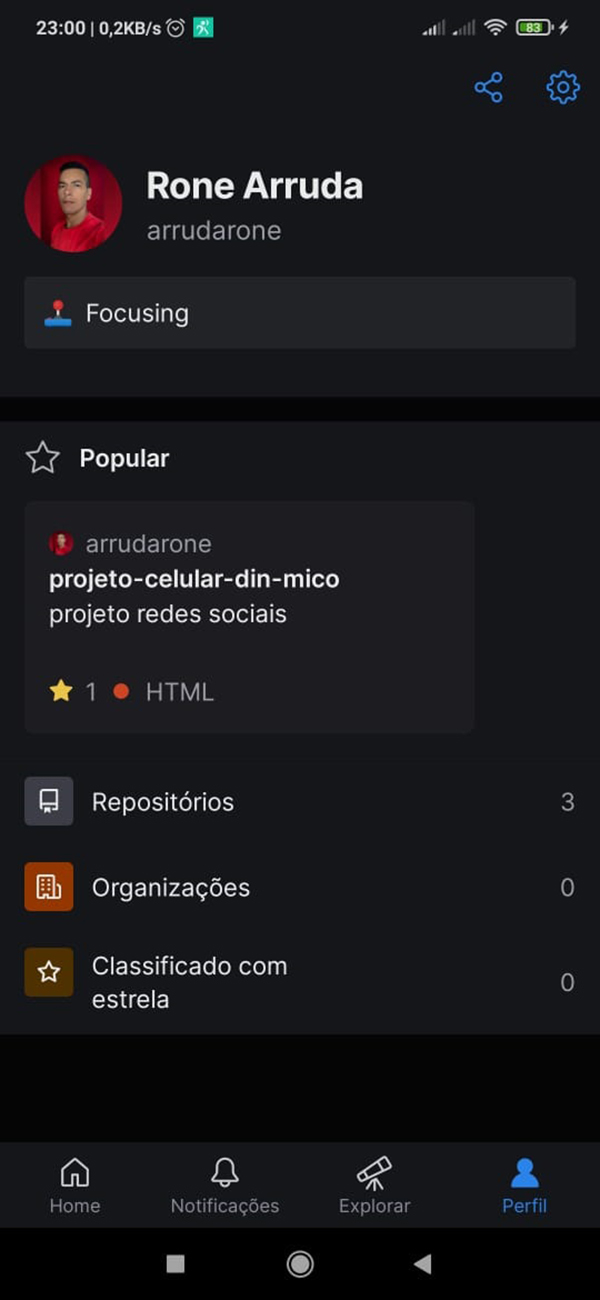 23:00 | 0,2KB/s
83
Rone Arruda
arrudarone
Focusing
Popular
arrudarone
projeto-celular-din-mico
projeto redes sociais
1 HTML
Repositórios 3
Organizações 0
Classificado com
estrela 0
Home Notificações Explorar Perfil